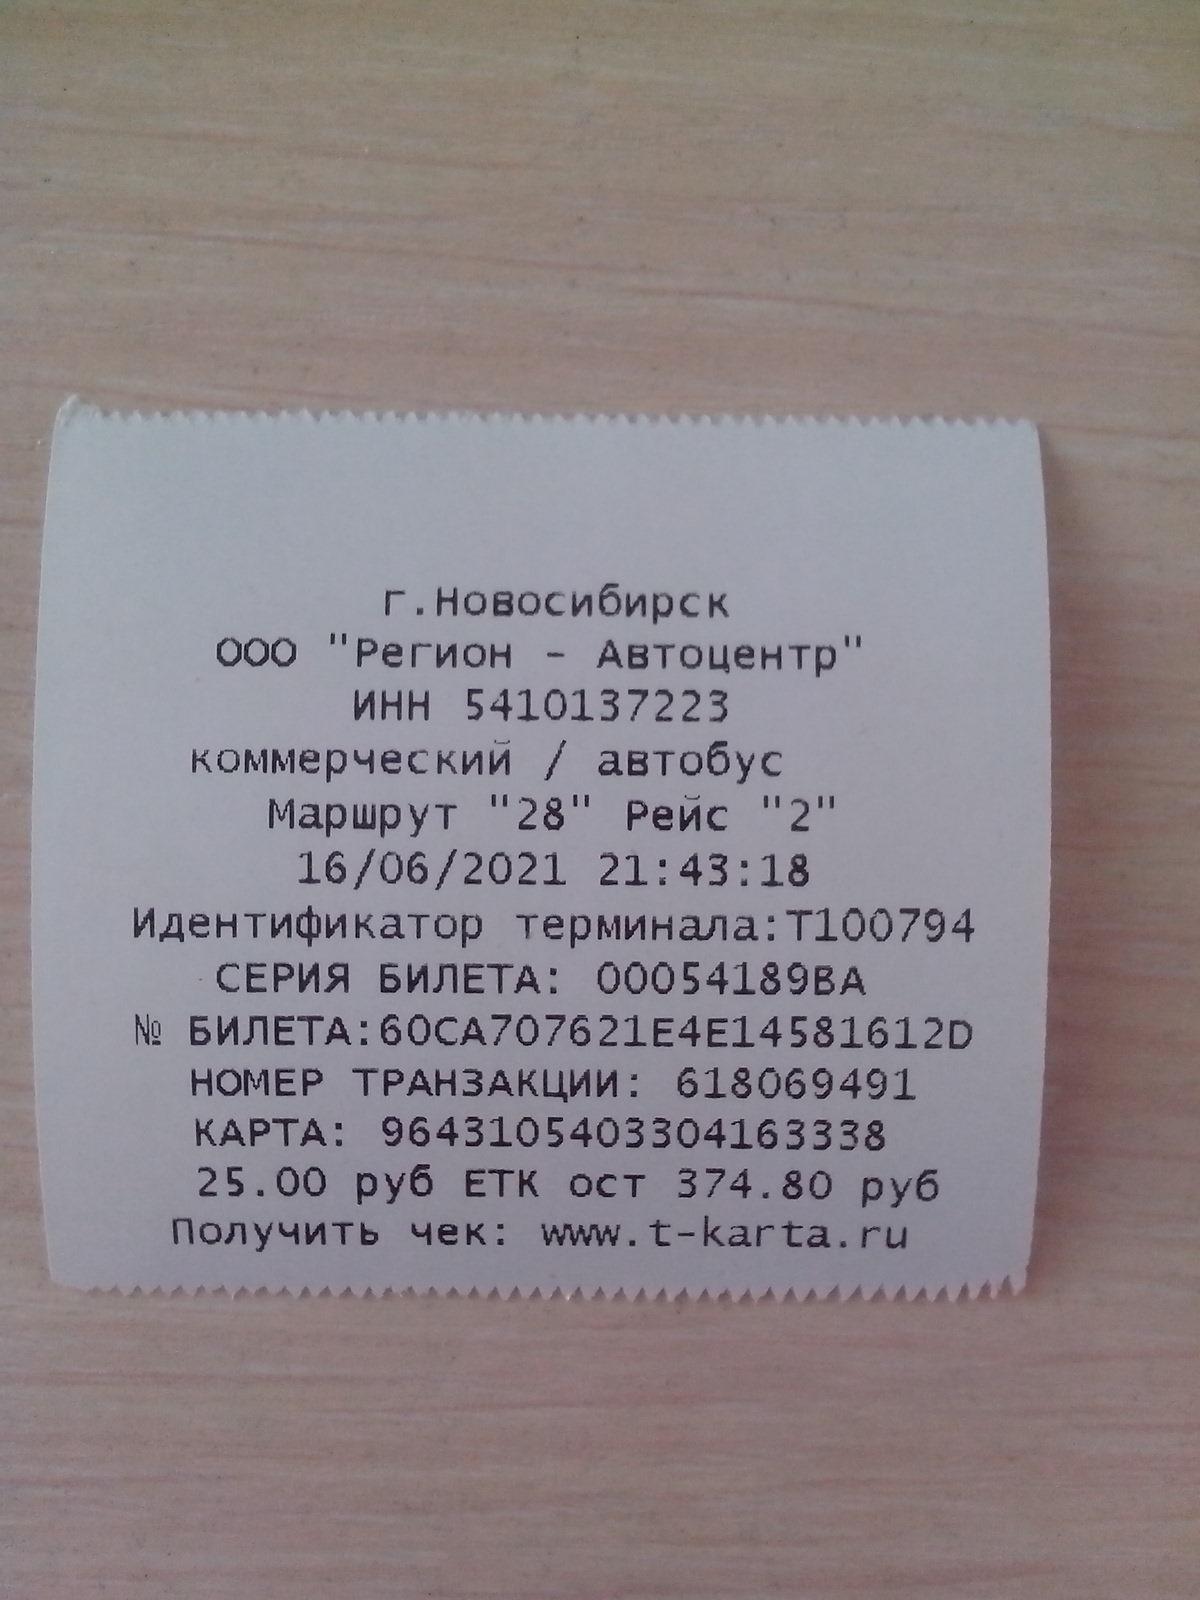 г.Новосибирск
ООО "Регион - Автоцентр"
ИНН 5410137223
коммерческий / автобус
Маршрут "28" Рейс "2"
16/06/2021 21:43:18
Идентификатор терминала:T100794
СЕРИЯ БИЛЕТА: 00054189BA
№ БИЛЕТА:60CA707621E4E14581612D
НОМЕР ТРАНЗАКЦИИ: 618069491
КАРТА: 9643105403304163338
25.00 руб ЕТК ост 374.80 руб
Получить чек: www.t-karta.ru